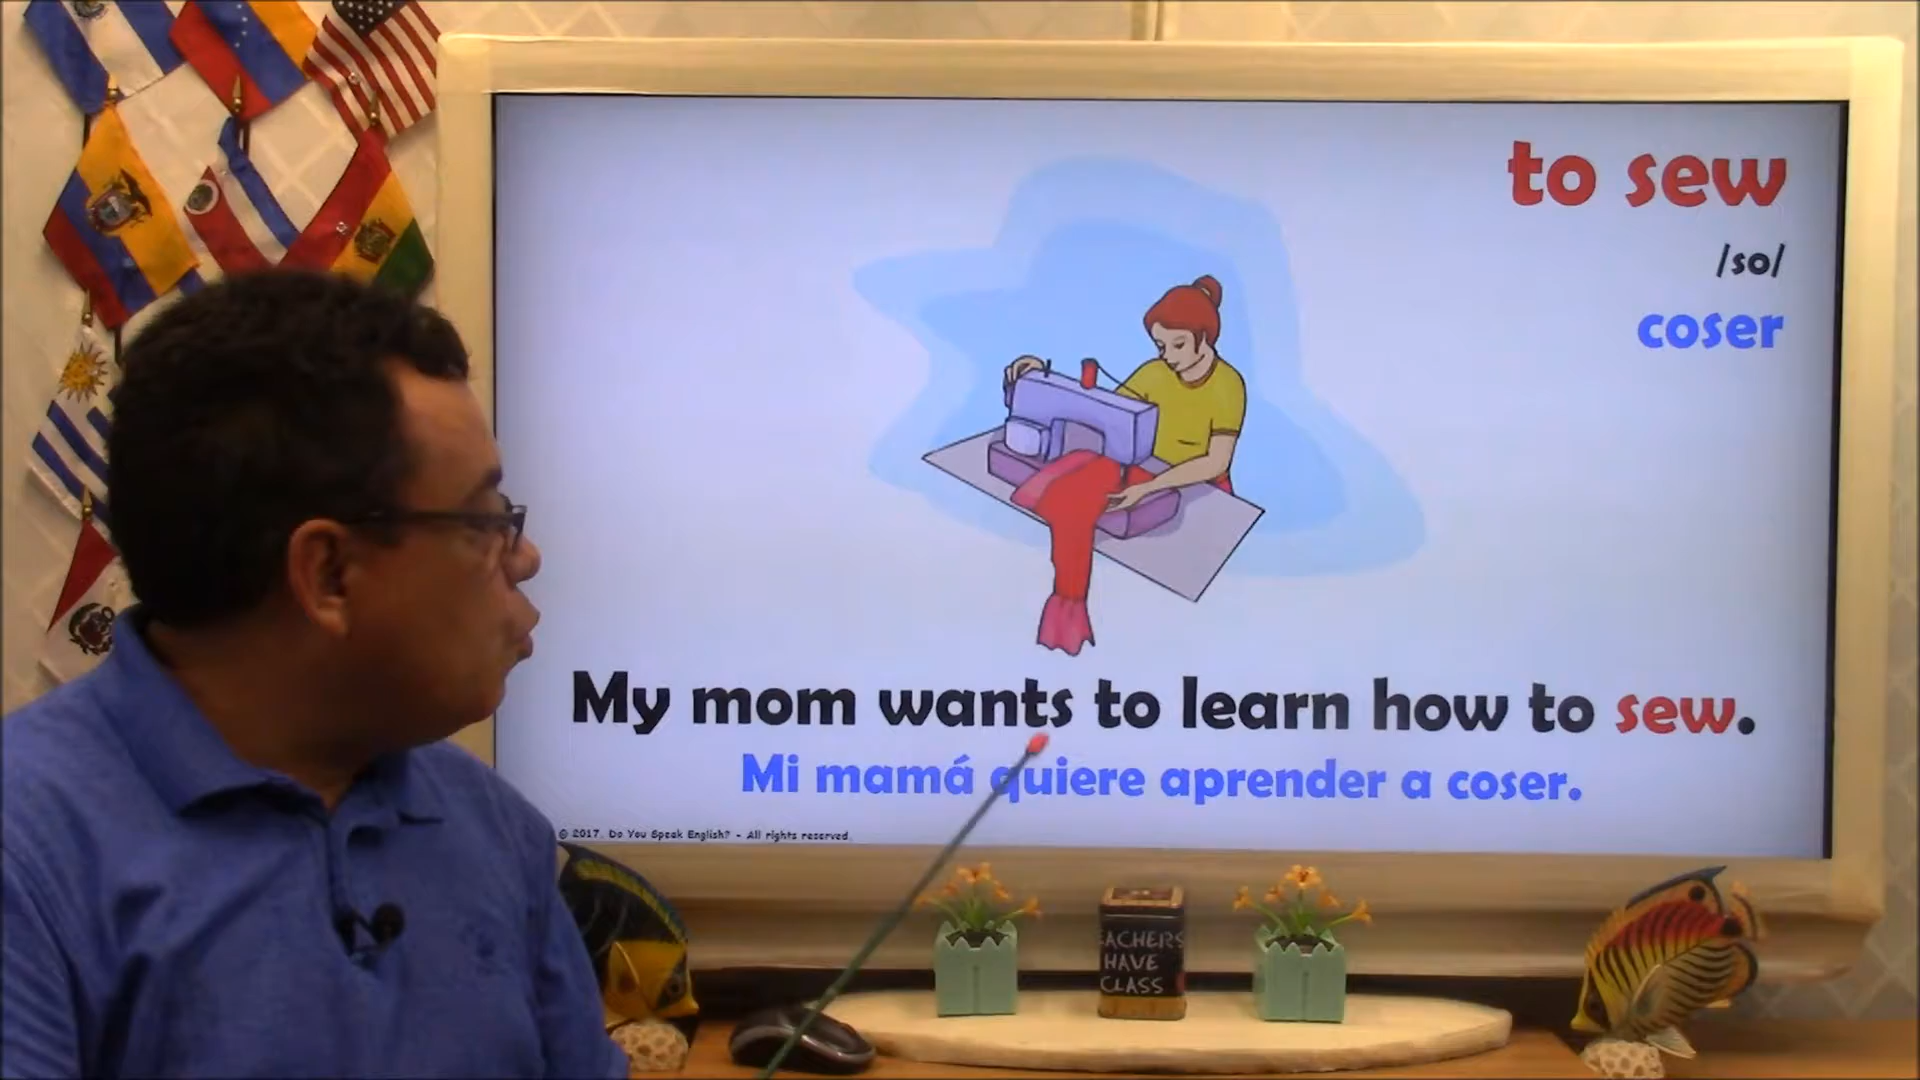 to sew
/so/
coser
My mom wants to learn how to sew.
Mi mamá quiere aprender a coser.
© 2017. Do You Speak English? - All rights reserved.
EACHERS
HAVE
CLASS